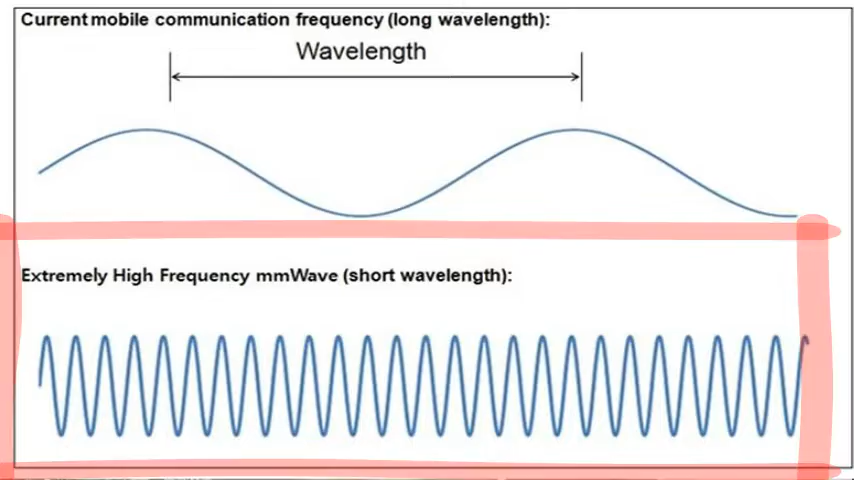 Current mobile communication frequency (long wavelength):
Wavelength
Extremely High Frequency mmWave (short wavelength):